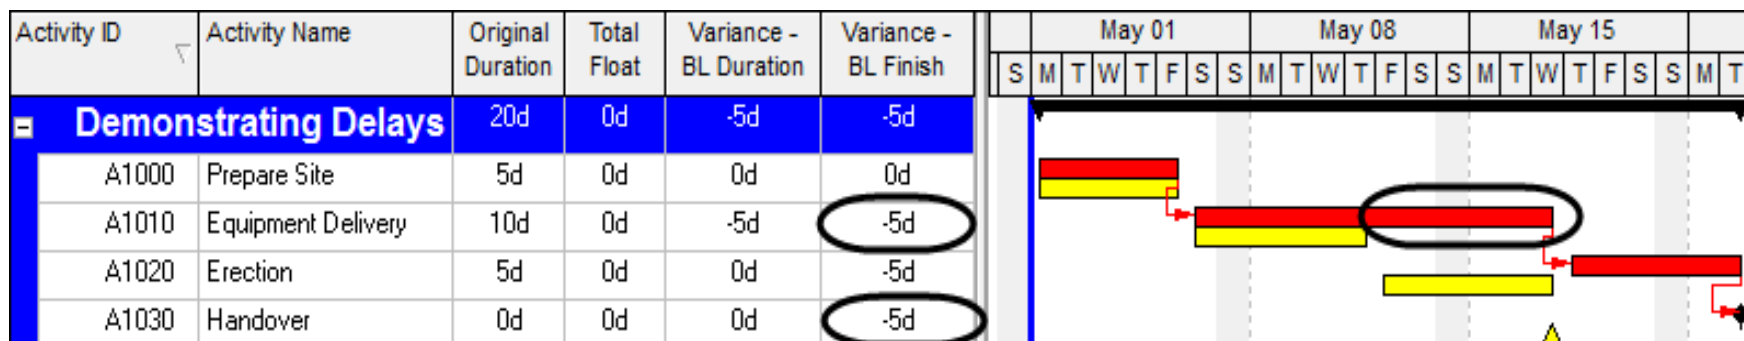 Activity ID Activity Name Original Total Variance - Variance - May 01 May 08 May 15
Duration Float BL Duration BL Finish S M T W T F S S M T W T F S S M T W T F S S M T
Demonstrating Delays 20d 0d -5d -5d
A1000 Prepare Site 5d 0d 0d 0d
A1010 Equipment Delivery 10d 0d -5d -5d
A1020 Erection 5d 0d 0d -5d
A1030 Handover 0d 0d 0d -5d